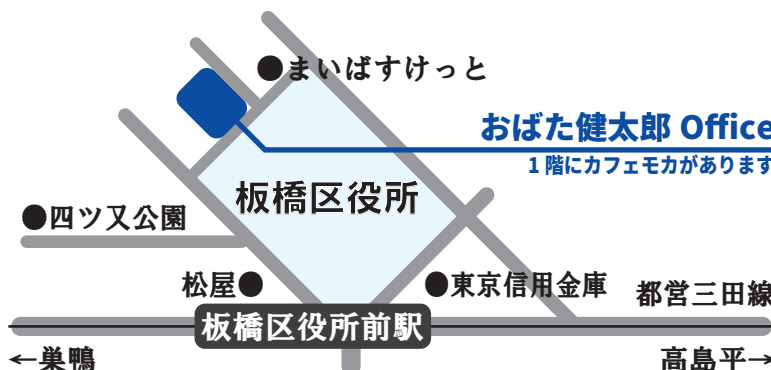 ●まいばすけっと
おばた健太郎 Office
1階にカフェモカがあります
板橋区役所
●四ツ又公園
松屋●
●東京信用金庫
都営三田線
板橋区役所前駅
←巣鴨
高島平→